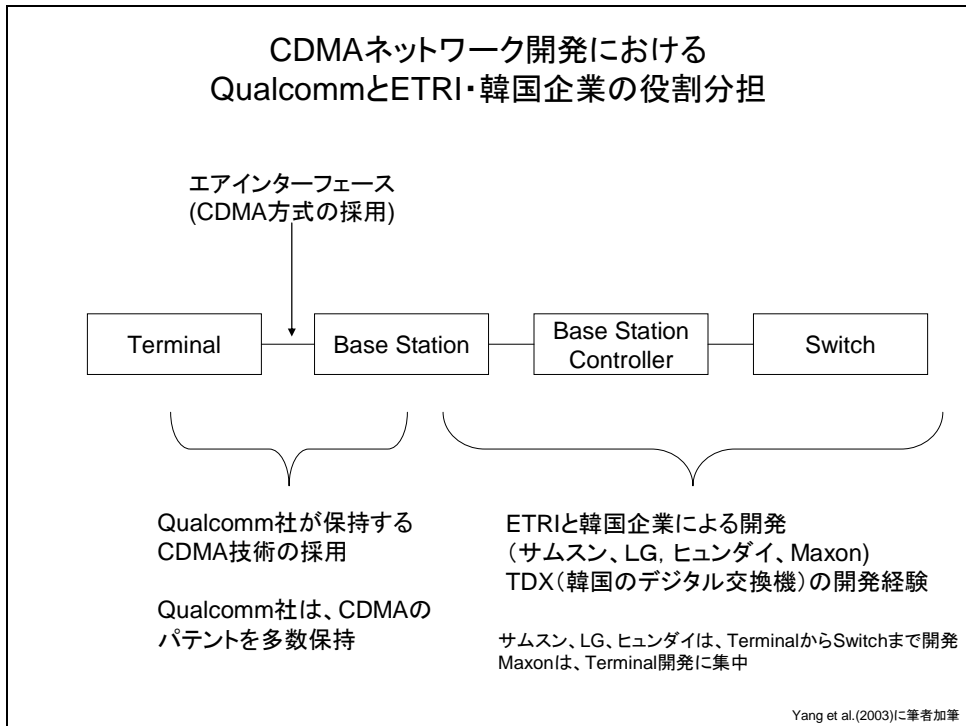 CDMAネットワーク開発における
QualcommとETRI・韓国企業の役割分担
エアインターフェース
(CDMA方式の採用)
Terminal
Base Station
Base Station
Controller
Switch
Qualcomm社が保持する
CDMA技術の採用
Qualcomm社は、CDMAの
パテントを多数保持
ETRIと韓国企業による開発
（サムスン、ＬＧ, ヒュンダイ、Maxon)
TDX（韓国のデジタル交換機）の開発経験
サムスン、LG、ヒュンダイは、TerminalからSwitchまで開発
Maxonは、Terminal開発に集中
Yang et al.(2003)に筆者加筆